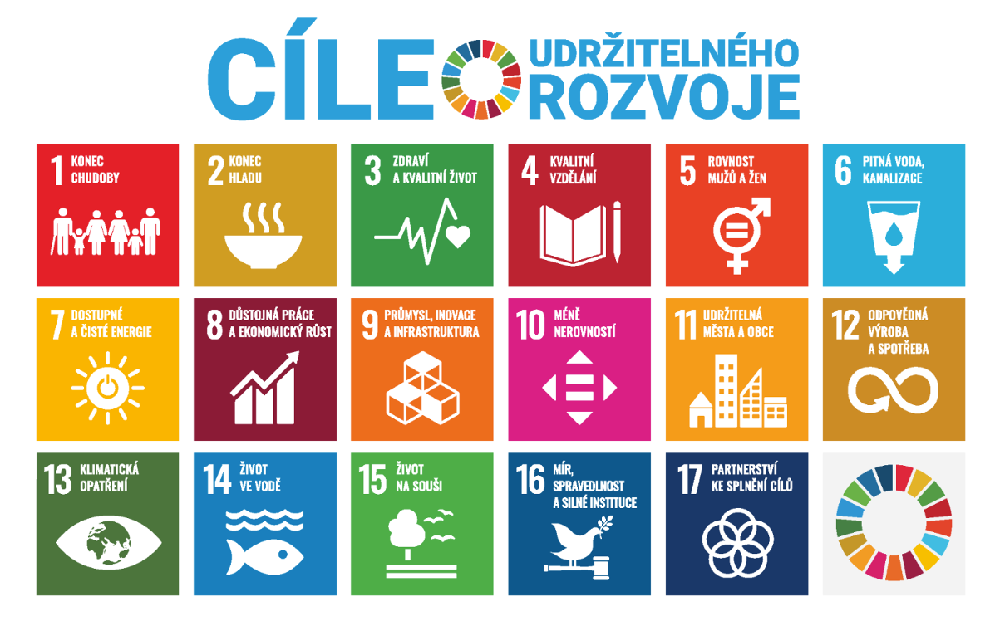 CÍLE UDRŽITELNÉHO
ROZVOJE
1 KONEC
CHUDOBY
2 KONEC
HLADU
3 ZDRAVÍ
A KVALITNÍ ŽIVOT
4 KVALITNÍ
VZDĚLÁNÍ
5 ROVNOST
MUŽŮ A ŽEN
6 PITNÁ VODA,
KANALIZACE
7 DOSTUPNÉ
A ČISTÉ ENERGIE
8 DŮSTOJNÁ PRÁCE
A EKONOMICKÝ RŮST
9 PRŮMYSL, INOVACE
A INFRASTRUKTURA
10 MÉNĚ
NEROVNOSTÍ
11 UDRŽITELNÁ
MĚSTA A OBCE
12 ODPOVĚDNÁ
VÝROBA
A SPOTŘEBA
13 KLIMATICKÁ
OPATŘENÍ
14 ŽIVOT
VE VODĚ
15 ŽIVOT
NA SOUŠI
16 MÍR,
SPRAVEDLNOST
A SILNÉ INSTITUCE
17 PARTNERSTVÍ
KE SPLNĚNÍ CÍLŮ